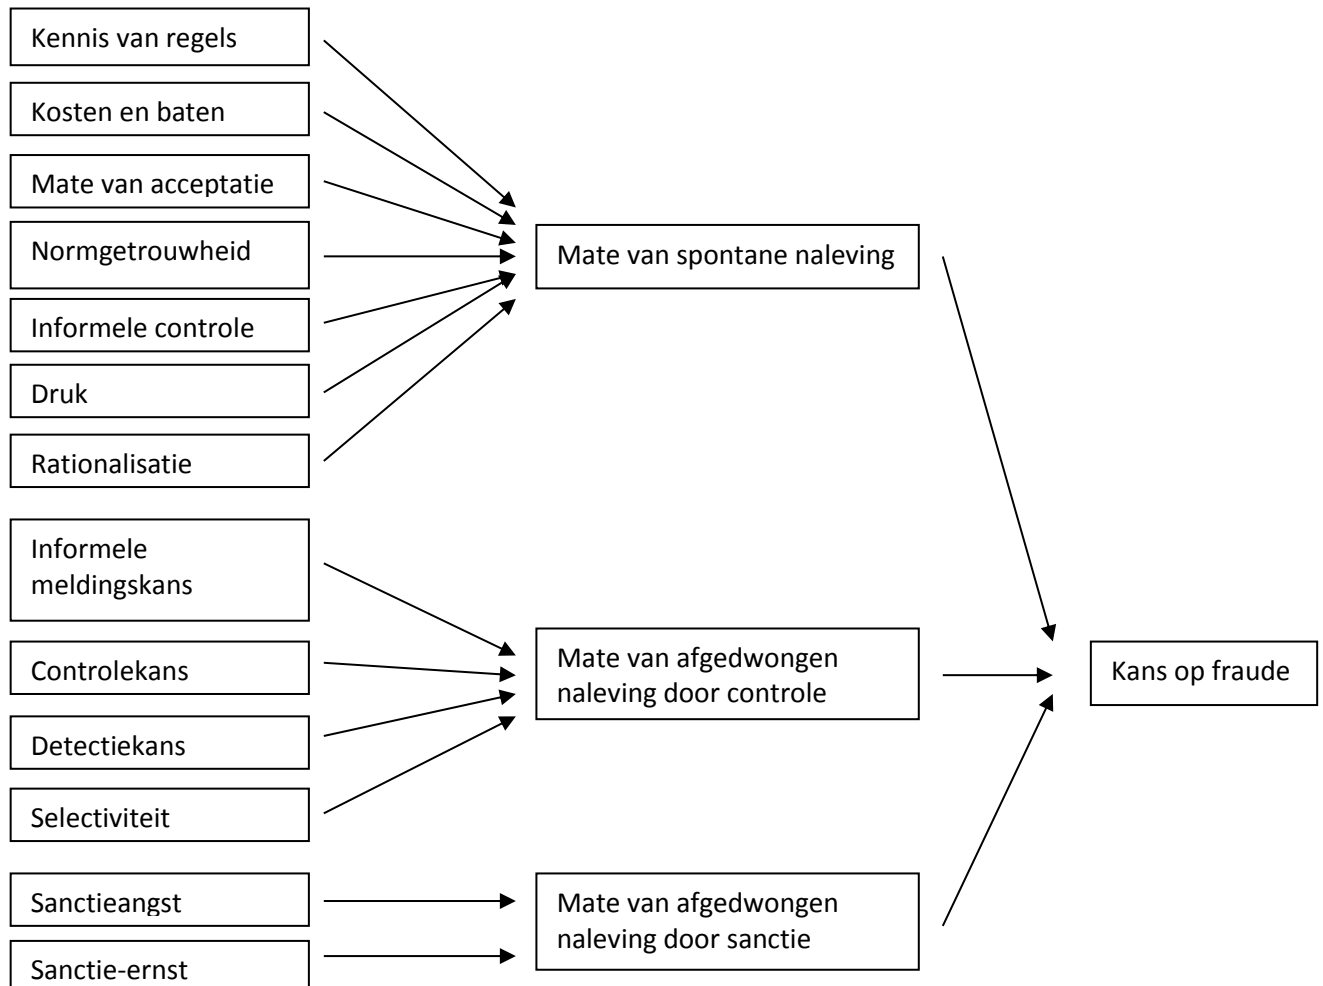 Kennis van regels
Kosten en baten
Mate van acceptatie
Normgetrouwheid
Informele controle
Druk
Rationalisatie
Informele
meldingskans
Controlekans
Detectiekans
Selectiviteit
Sanctieangst
Sanctie-ernst
Mate van spontane naleving
Mate van afgedwongen
naleving door controle
Mate van afgedwongen
naleving door sanctie
Kans op fraude